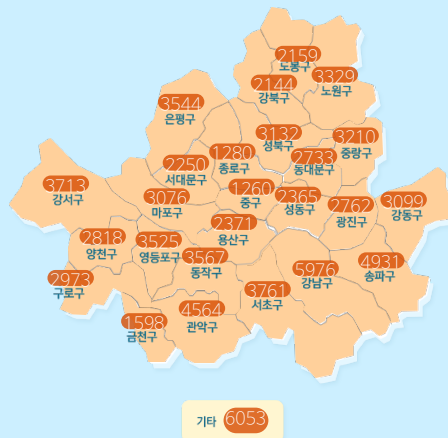 2159
노봉구
2144
강북구
3329
노원구
3544
은평구
3132
성북구
3210
중랑구
1280
종로구
2733
동대문구
2250
서대문구
3713
강서구
3076
마포구
1260
중구
2365
성동구
2762
광진구
3099
강동구
2371
용산구
2818
양천구
3525
영등포구
3567
동작구
5976
강남구
4931
송파구
2973
구로구
3761
서초구
4564
관악구
1598
금천구
기타 6053